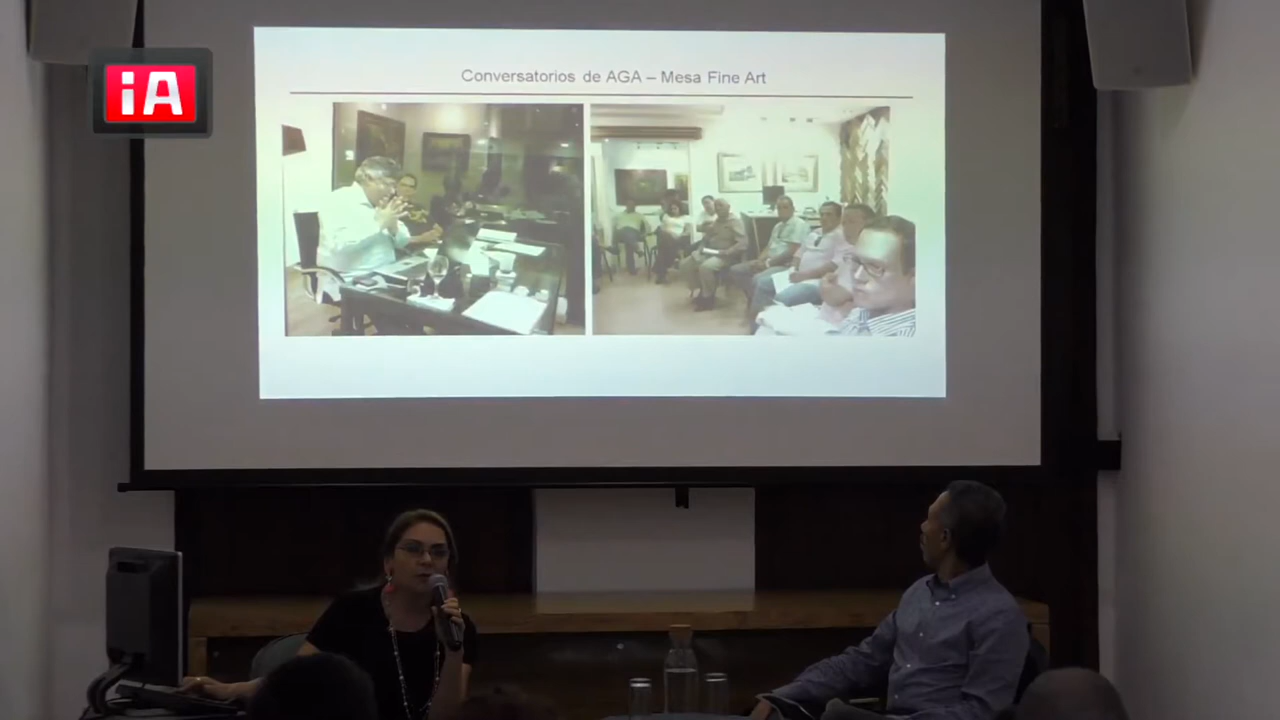 iA
Conversatorios de AGA – Mesa Fine Art